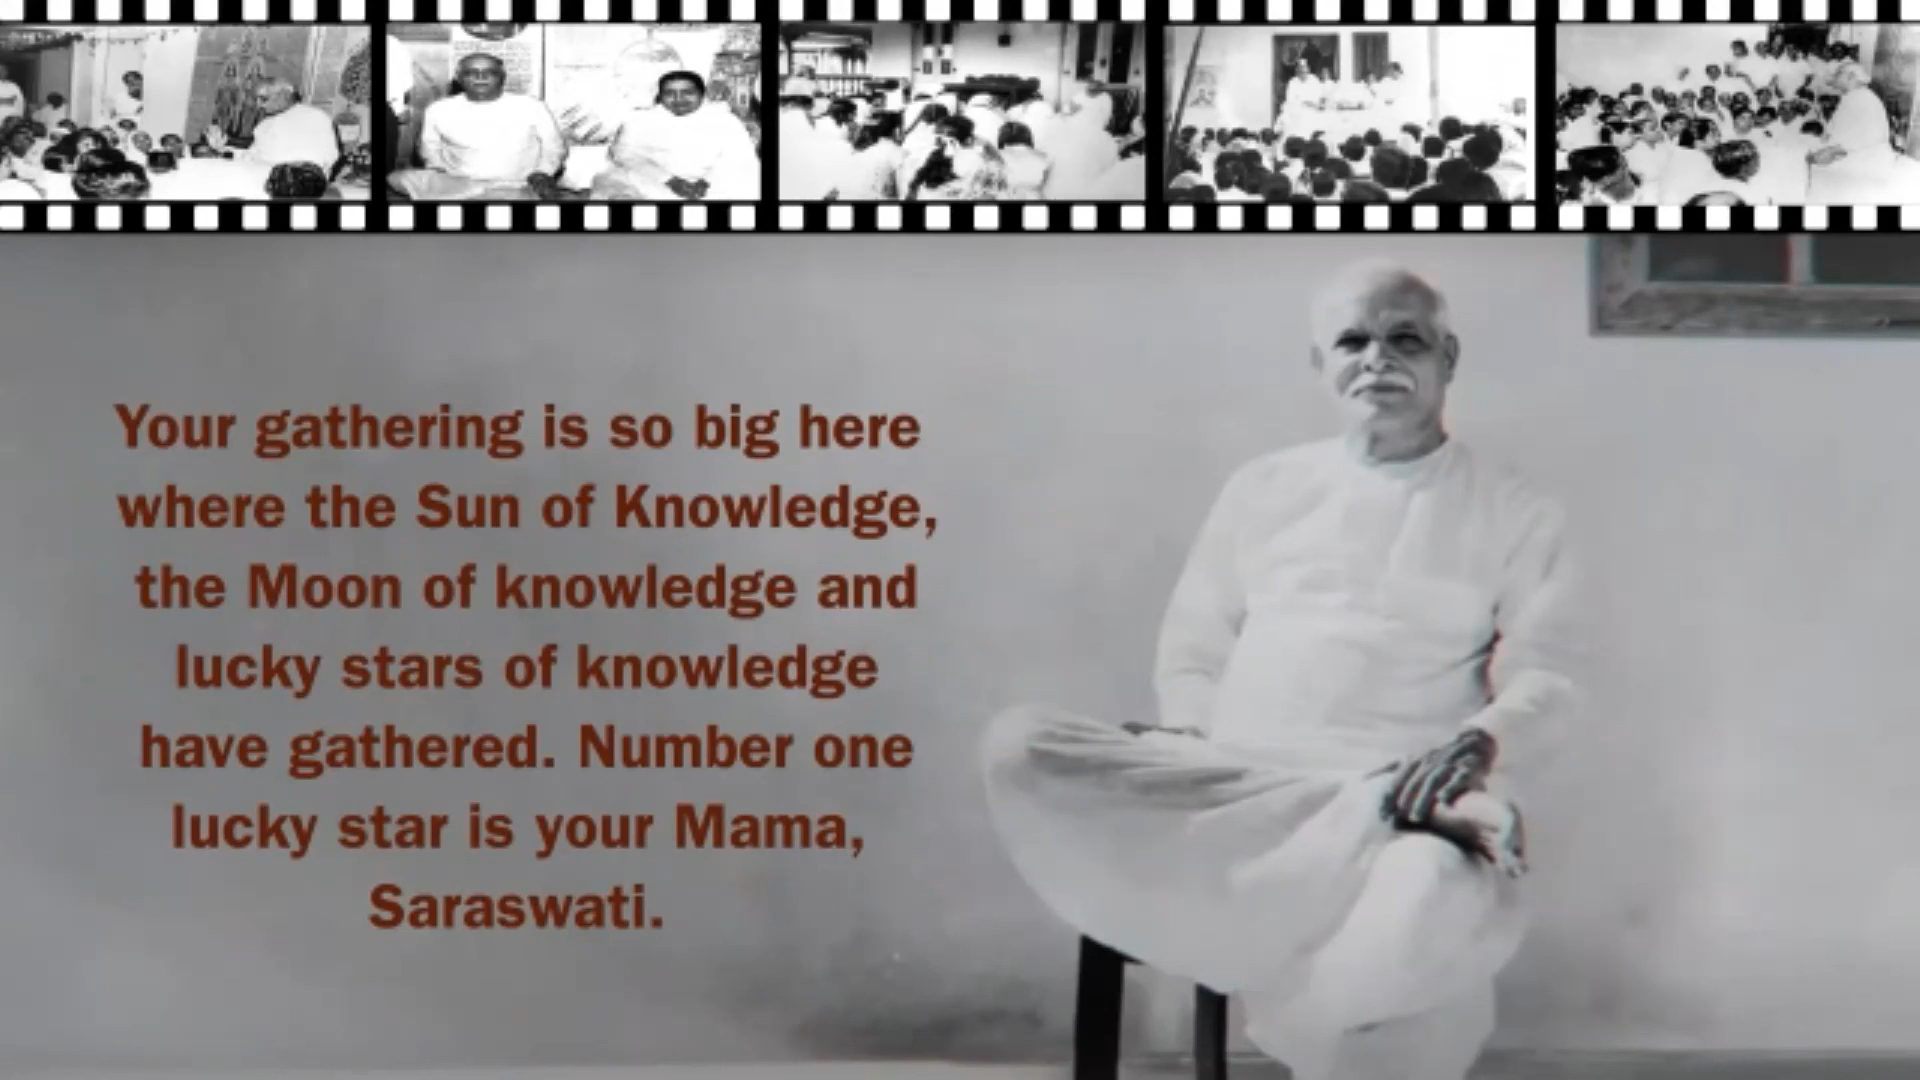 Your gathering is so big here
where the Sun of Knowledge,
the Moon of knowledge and
lucky stars of knowledge
have gathered. Number one
lucky star is your Mama,
Saraswati.